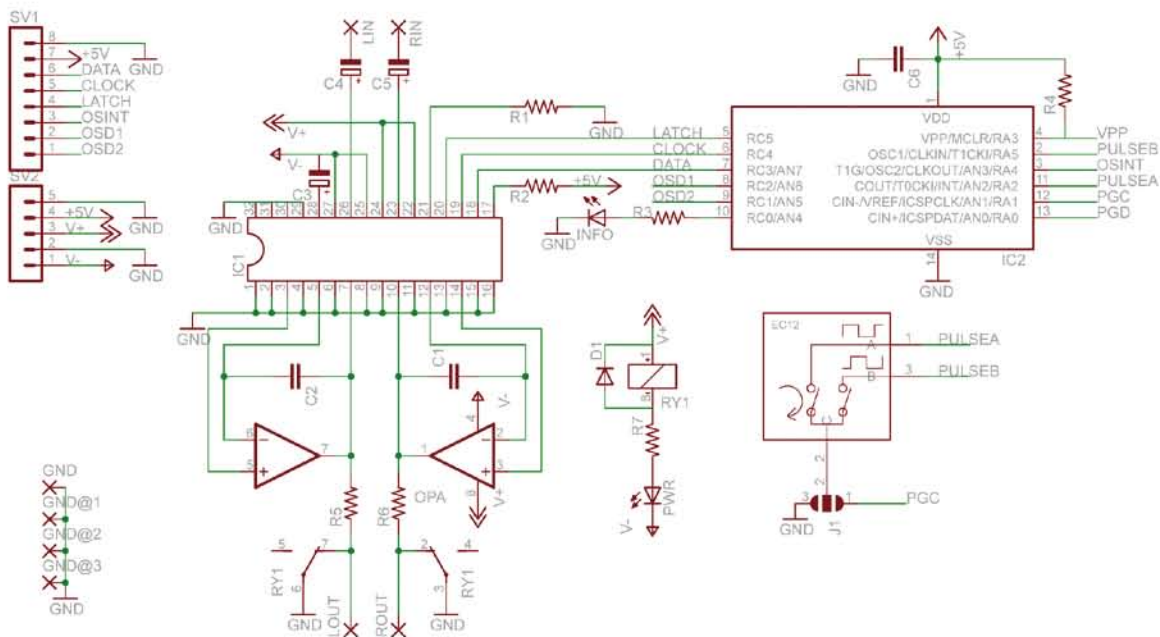 SV1
8
7
6
5
4
3
2
1
GND
+5V
DATA
CLOCK
LATCH
OSINT
OSD1
OSD2
SV2
5
4
3
2
1
GND
+5V
V+
GND
V-
LIN
RIN
C4
+
C5
+
V+
V-
C3
+
GND
32
31
30
29
28
27
26
25
24
23
22
21
20
19
18
17
IC1
1
2
3
4
5
6
7
8
9
10
11
12
13
14
15
16
GND
R1
GND
R2
+5V
GND
INFO
R3
LATCH
CLOCK
DATA
OSD1
OSD2
5
6
7
8
9
10
GND
C6
+5V
R4
1
VDD
RC5
RC4
RC3/AN7
RC2/AN6
RC1/AN5
RC0/AN4
VPP/MCLR/RA3
OSC1/CLKIN/T1CKI/RA5
T1G/OSC2/CLKOUT/AN3/RA4
COUT/T0CKI/INT/AN2/RA2
CIN-/VREF/ICSPCLK/AN1/RA1
CIN+/ICSPDAT/AN0/RA0
4
2
3
11
12
13
VPP
PULSEB
OSINT
PULSEA
PGC
PGD
VSS
14
IC2
GND
C2
C1
6
5
7
-
+
V-
4
1
2
3
-
+
8
V+
OPA
R5
R6
5
7
RY1
6
GND
LOUT
2
4
3
RY1
GND
ROUT
V+
D1
1
8
RY1
R7
PWR
V-
EC12
A
B
C
1
PULSEA
3
PULSEB
2
2
3
1
PGC
GND
J1
GND
GND@1
GND@2
GND@3
GND